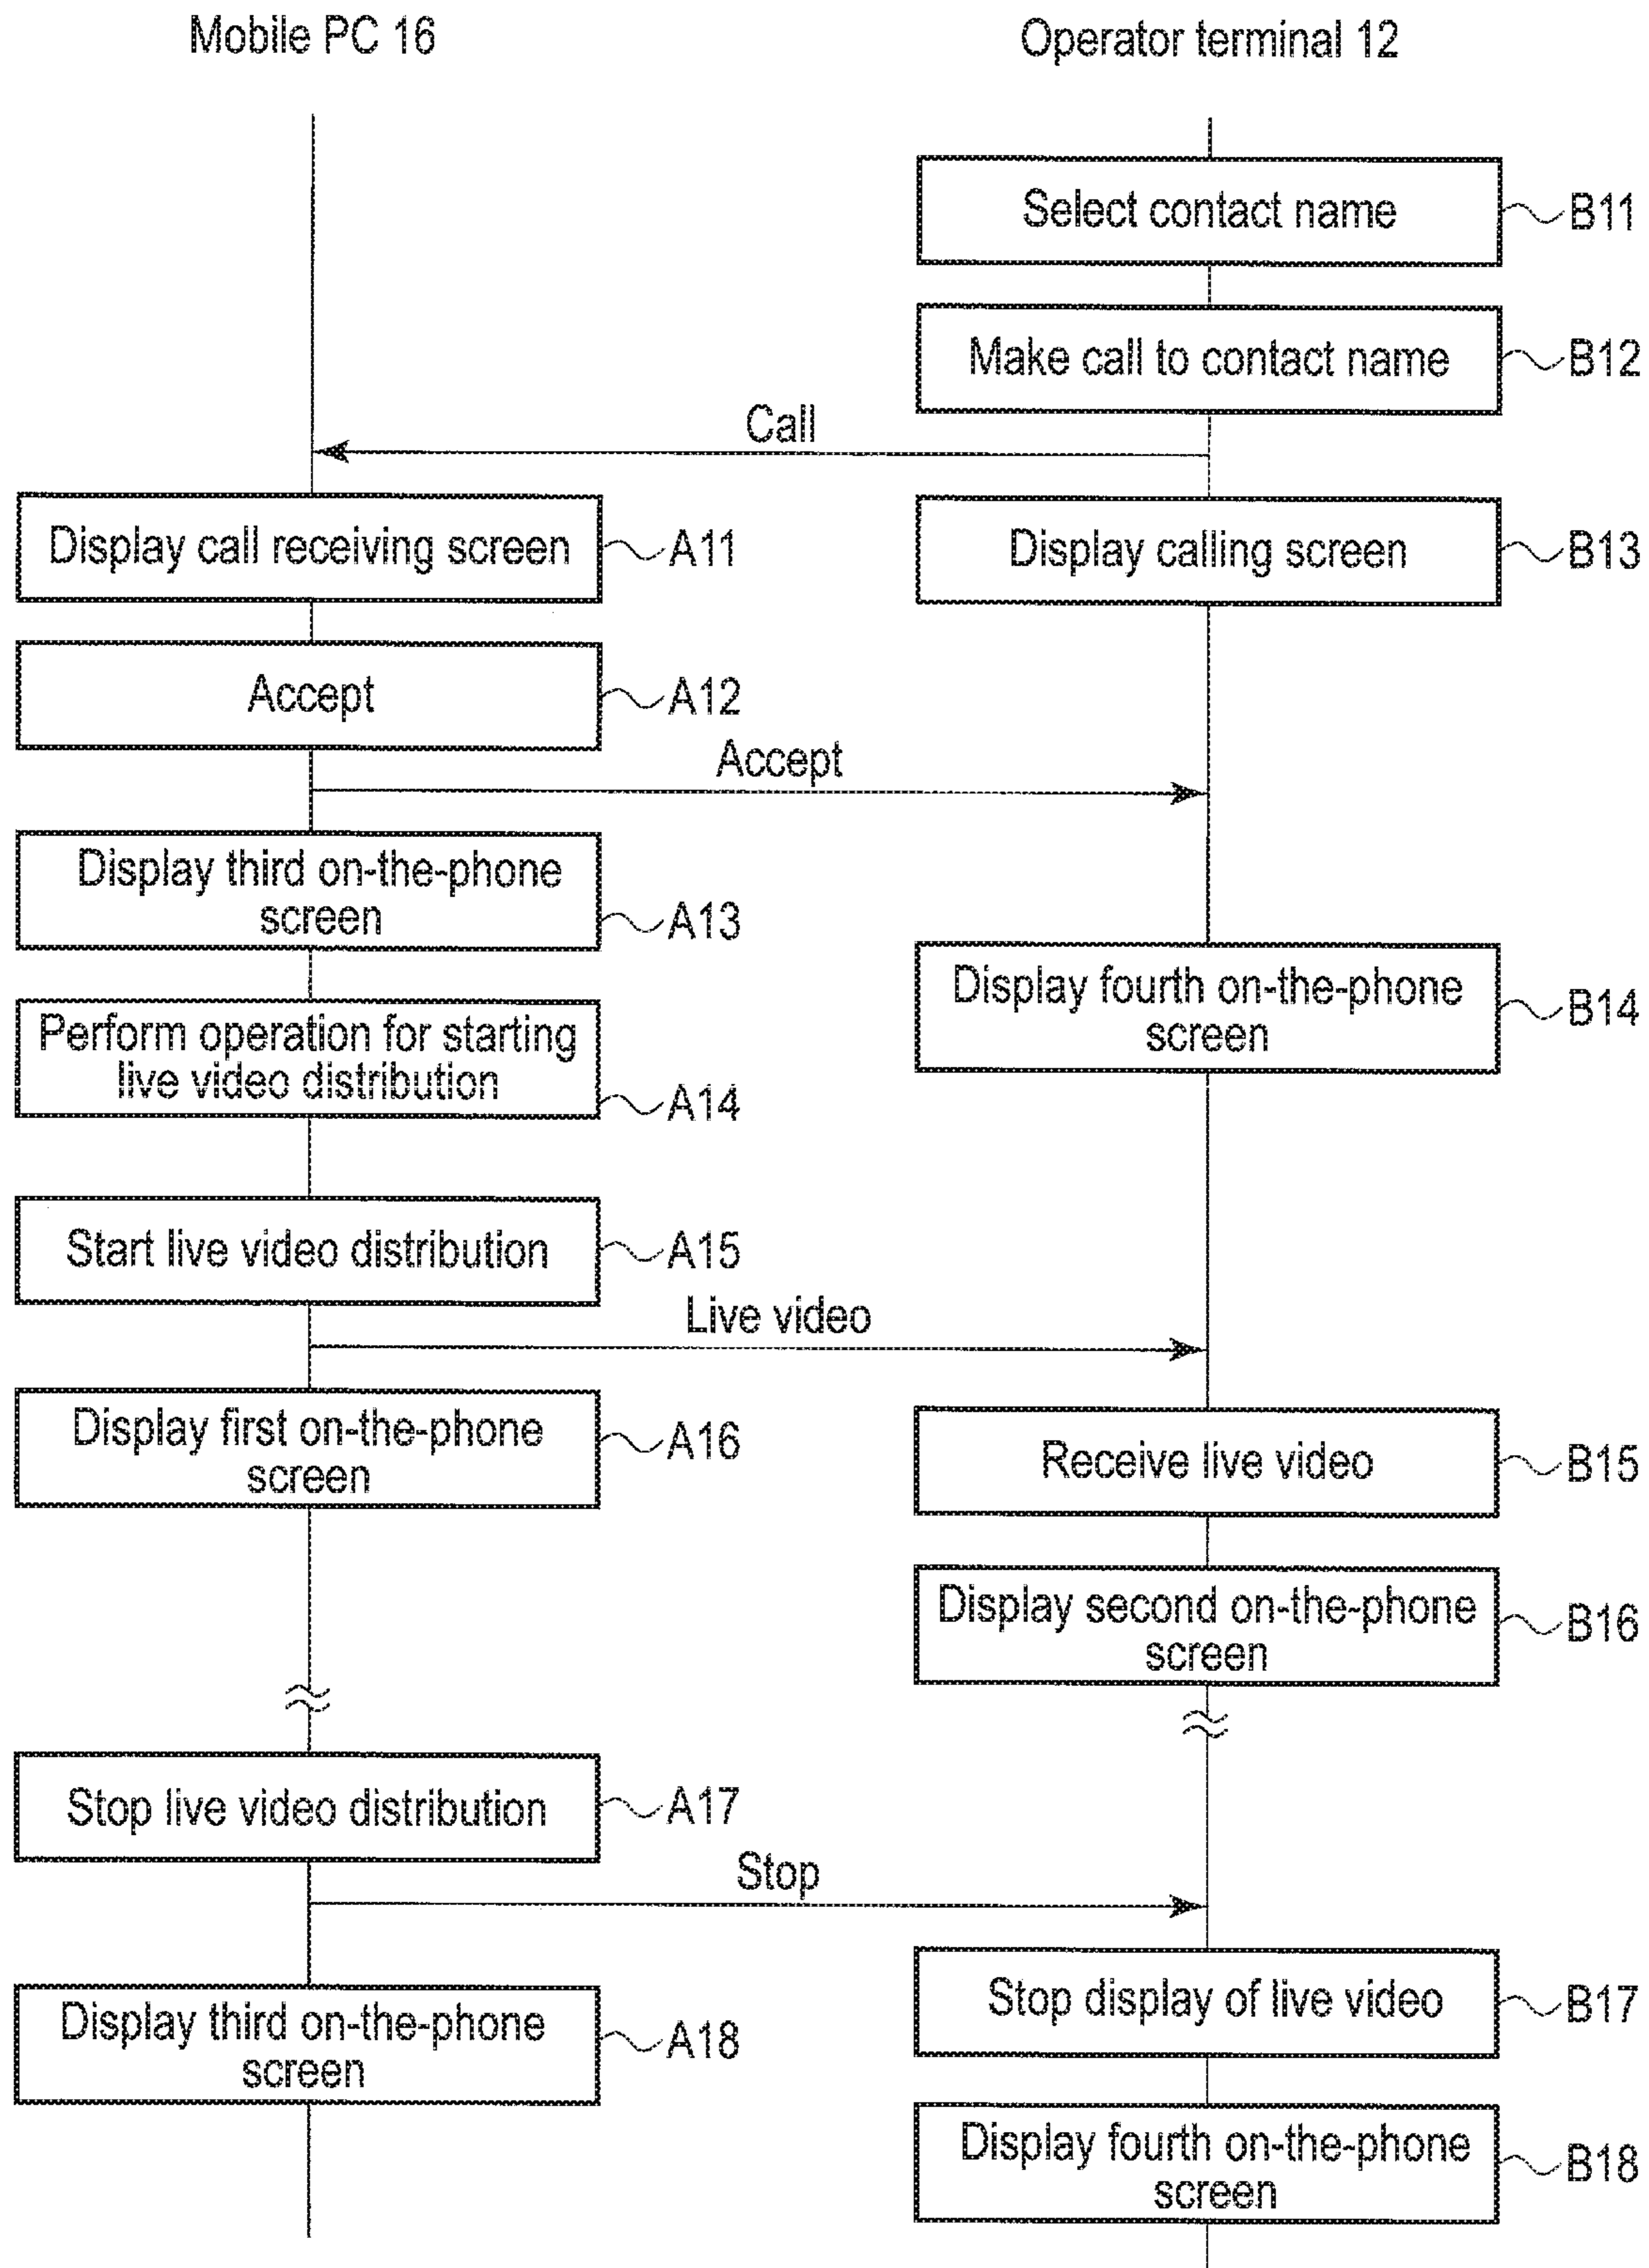 Mobile PC 16
Operator terminal 12
Select contact name
B11
Make call to contact name
B12
Call
Display call receiving screen
A11
Display calling screen
B13
Accept
A12
Accept
Display third on-the-phone
screen
A13
Display fourth on-the-phone
screen
B14
Perform operation for starting
live video distribution
A14
Start live video distribution
A15
Live video
Display first on-the-phone
screen
A16
Receive live video
B15
Display second on-the-phone
screen
B16
Stop live video distribution
A17
Stop
Stop display of live video
B17
Display third on-the-phone
screen
A18
Display fourth on-the-phone
screen
B18